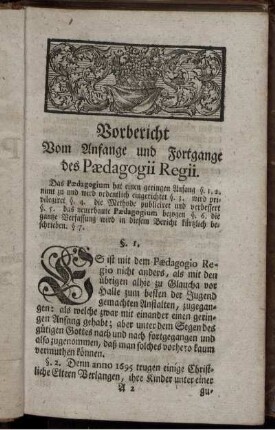 Vorbericht
Vom Anfange und Fortgange
des Pædagogii Regii.
Das Pædagogium hat einen geringen Anfang §. 1. 2.
nim̃t zu und wird ordentlich eingerichtet §. 3. wird pri-
vilegiret §. 4. die Methode publiciret und verbessert
§. 5. das neuerbaute Pædagogium bezogen §. 6. die
gantze Verfassung wird in diesem Bericht kürtzlich be-
schrieben. §. 7.
§. 1.
ES ist mit dem Pædagogio Re-
gio nicht anders, als mit den
übrigen alhie zu Glaucha vor
Halle zum besten der Jugend
gemachten Anstalten, zugegan-
gen: als welche zwar mit einander einen gerin-
gen Anfang gehabt; aber unter dem Segen des
gütigen Gottes nach und nach fortgegangen und
also zugenommen, daß man solches vorhero kaum
vermuthen können.
§. 2. Denn anno 1695 trugen einige Christ-
liche Eltern Verlangen, ihre Kinder unter einer
A 2 zu-